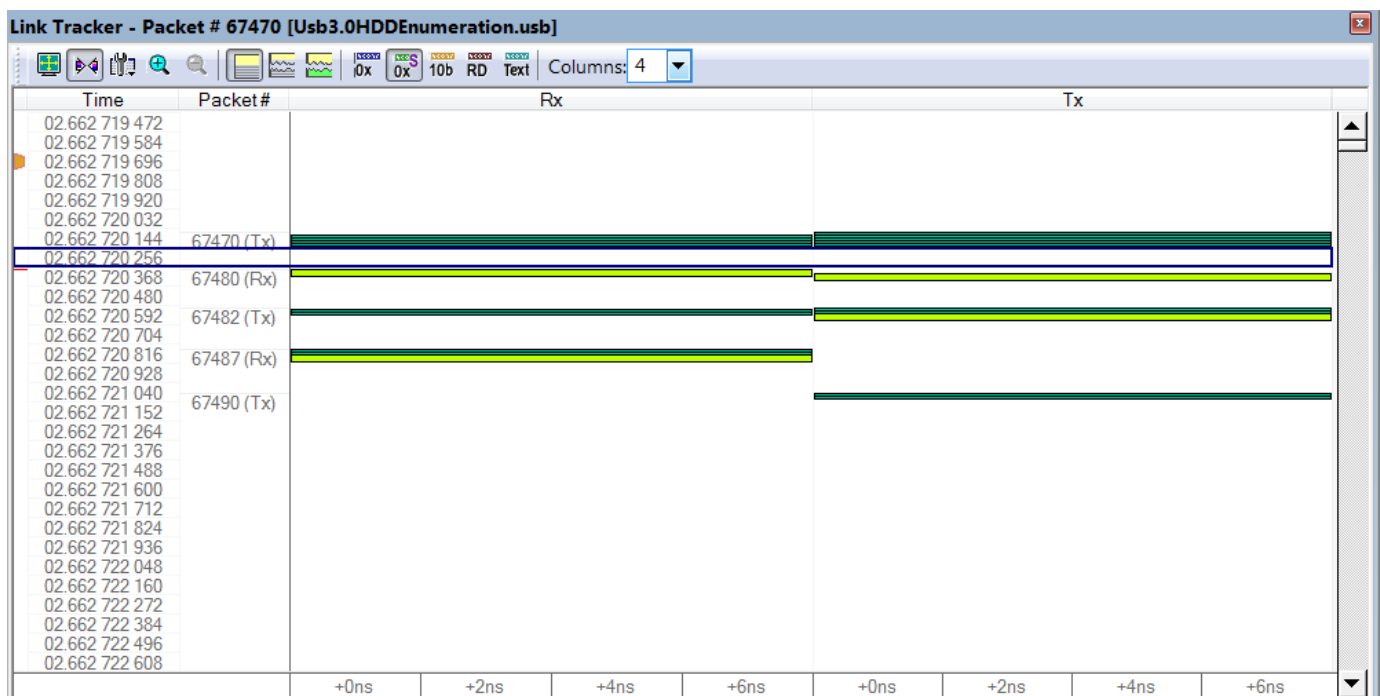 Link Tracker - Packet # 67470 [Usb3.0HDDEnumeration.usb]
0x 0x S 10b RD Text Columns: 4
Time Packet # Rx Tx
02.662 719 472
02.662 719 584
02.662 719 696
02.662 719 808
02.662 719 920
02.662 720 032
02.662 720 144 67470 (Tx)
02.662 720 256
02.662 720 368 67480 (Rx)
02.662 720 480
02.662 720 592 67482 (Tx)
02.662 720 704
02.662 720 816 67487 (Rx)
02.662 720 928
02.662 721 040 67490 (Tx)
02.662 721 152
02.662 721 264
02.662 721 376
02.662 721 488
02.662 721 600
02.662 721 712
02.662 721 824
02.662 721 936
02.662 722 048
02.662 722 160
02.662 722 272
02.662 722 384
02.662 722 496
02.662 722 608
+0ns +2ns +4ns +6ns +0ns +2ns +4ns +6ns